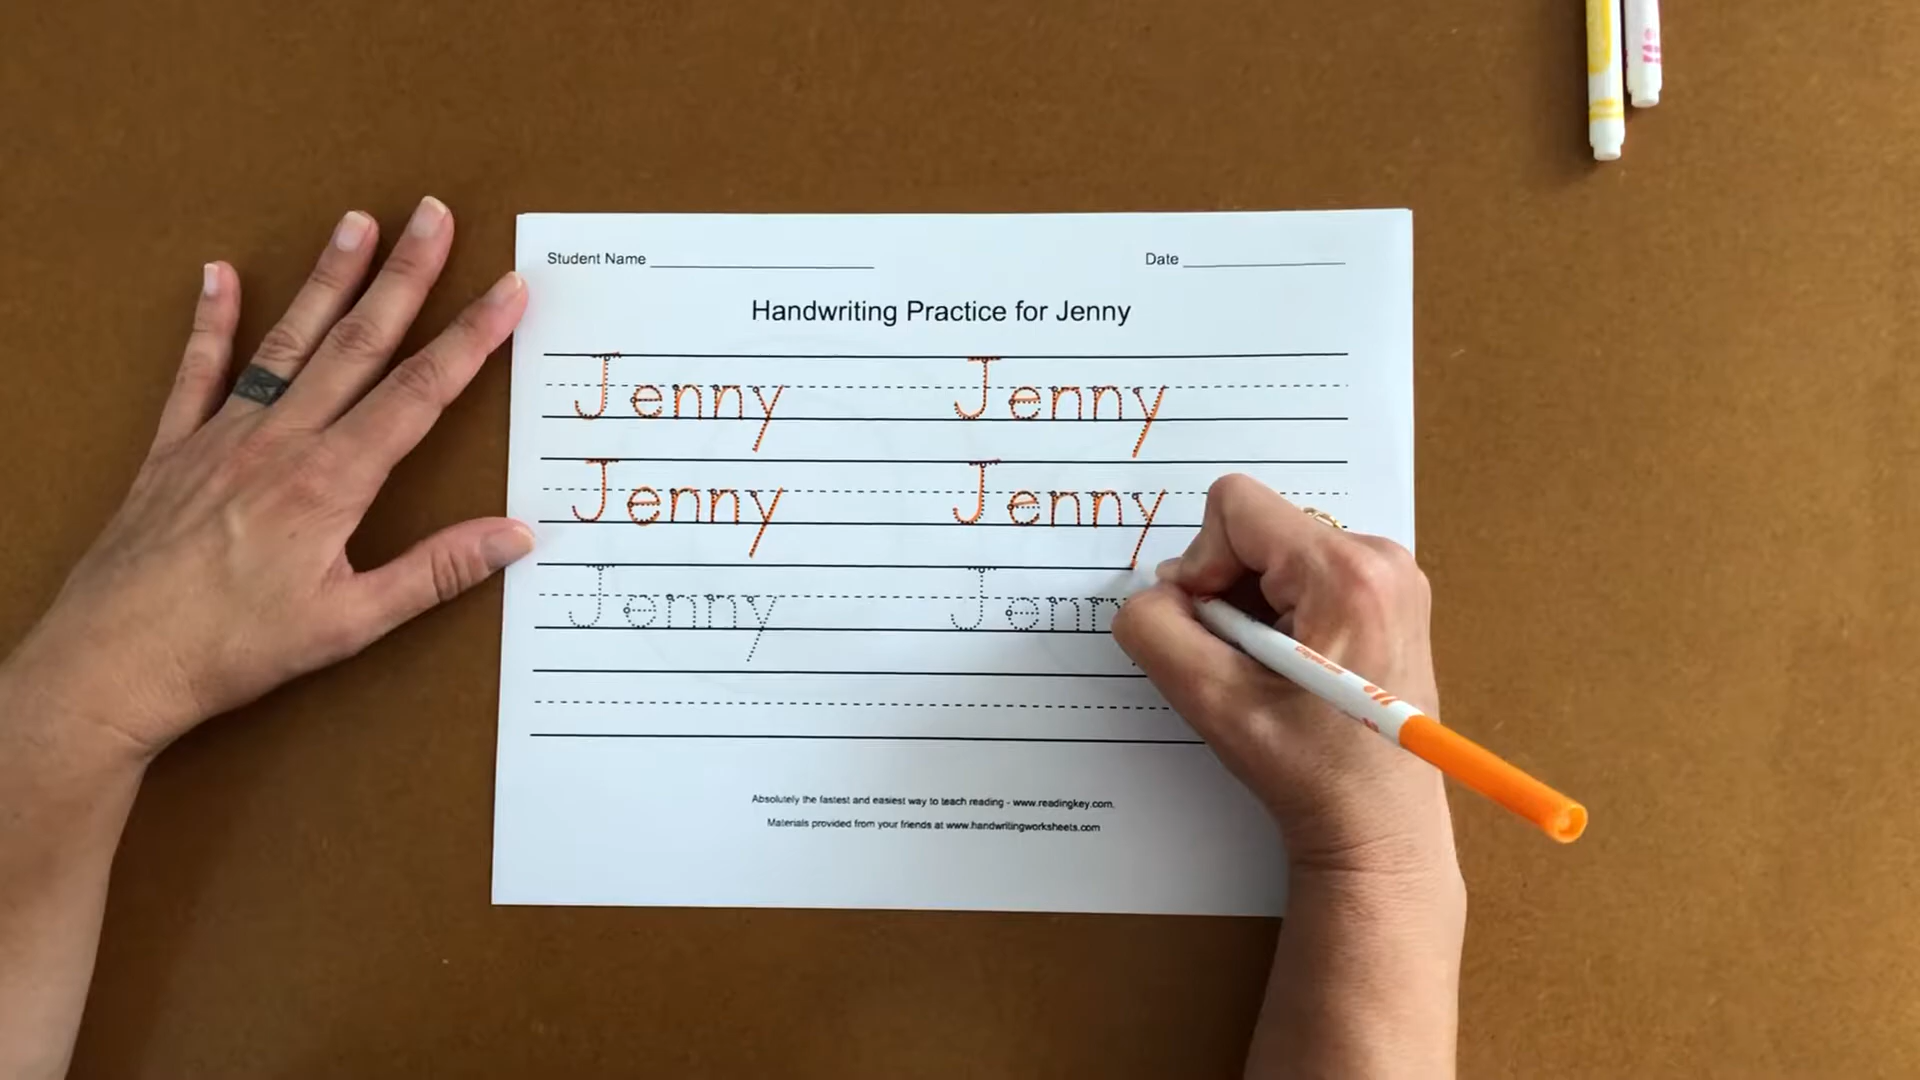 Student Name Date
Handwriting Practice for Jenny
Jenny Jenny
Jenny Jenny
Jenny Jenn
Absolutely the fastest and easiest way to teach reading - www.readingkey.com.
Materials provided from your friends at www.handwritingworksheets.com